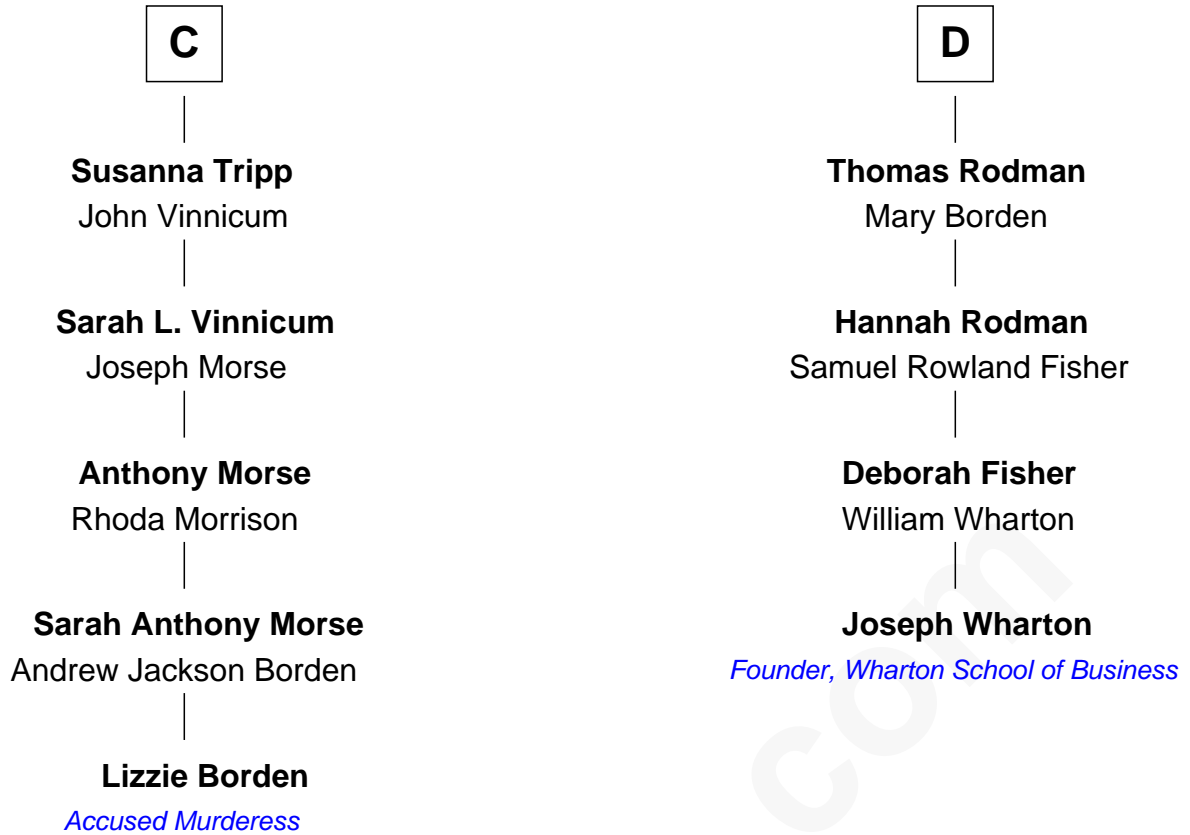 C
Susanna Tripp
John Vinnicum
Sarah L. Vinnicum
Joseph Morse
Anthony Morse
Rhoda Morrison
Sarah Anthony Morse
Andrew Jackson Borden
Lizzie Borden
Accused Murderess
D
Thomas Rodman
Mary Borden
Hannah Rodman
Samuel Rowland Fisher
Deborah Fisher
William Wharton
Joseph Wharton
Founder, Wharton School of Business
com